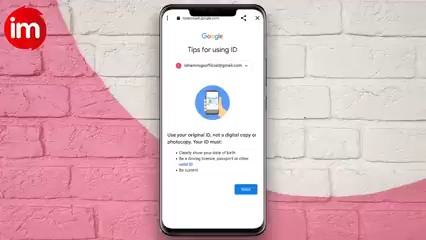 im
Google
Tips for using ID
Use your original ID, not a digital copy or
photocopy. Your ID must:
• Clearly show your date of birth
• Be a driving licence, passport or other
valid ID
• Be current